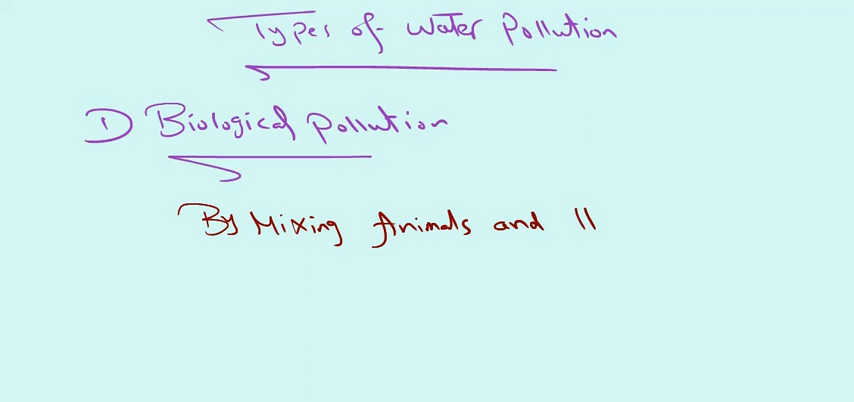 Types of Water Pollution
1) Biological Pollution
By Mixing Animals and